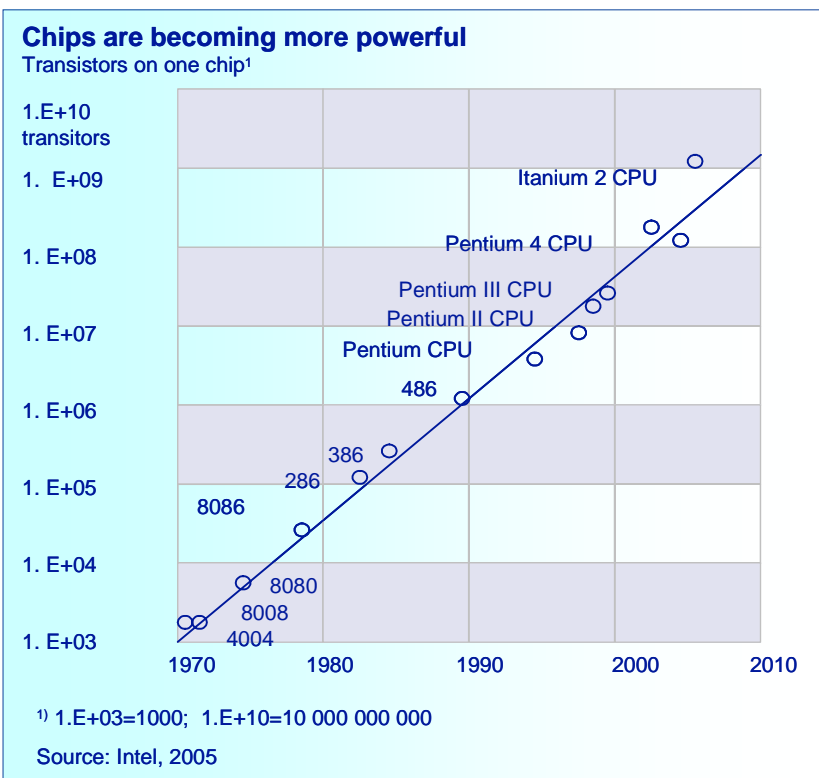 Chips are becoming more powerful
Transistors on one chip¹
1.E+10
transitors
1. E+09
Itanium 2 CPU
1. E+08
Pentium 4 CPU
Pentium III CPU
Pentium II CPU
1. E+07
Pentium CPU
486
1. E+06
386
286
1. E+05
8086
1. E+04
8080
8008
4004
1. E+03
1970 1980 1990 2000 2010
¹⁾ 1.E+03=1000; 1.E+10=10 000 000 000
Source: Intel, 2005